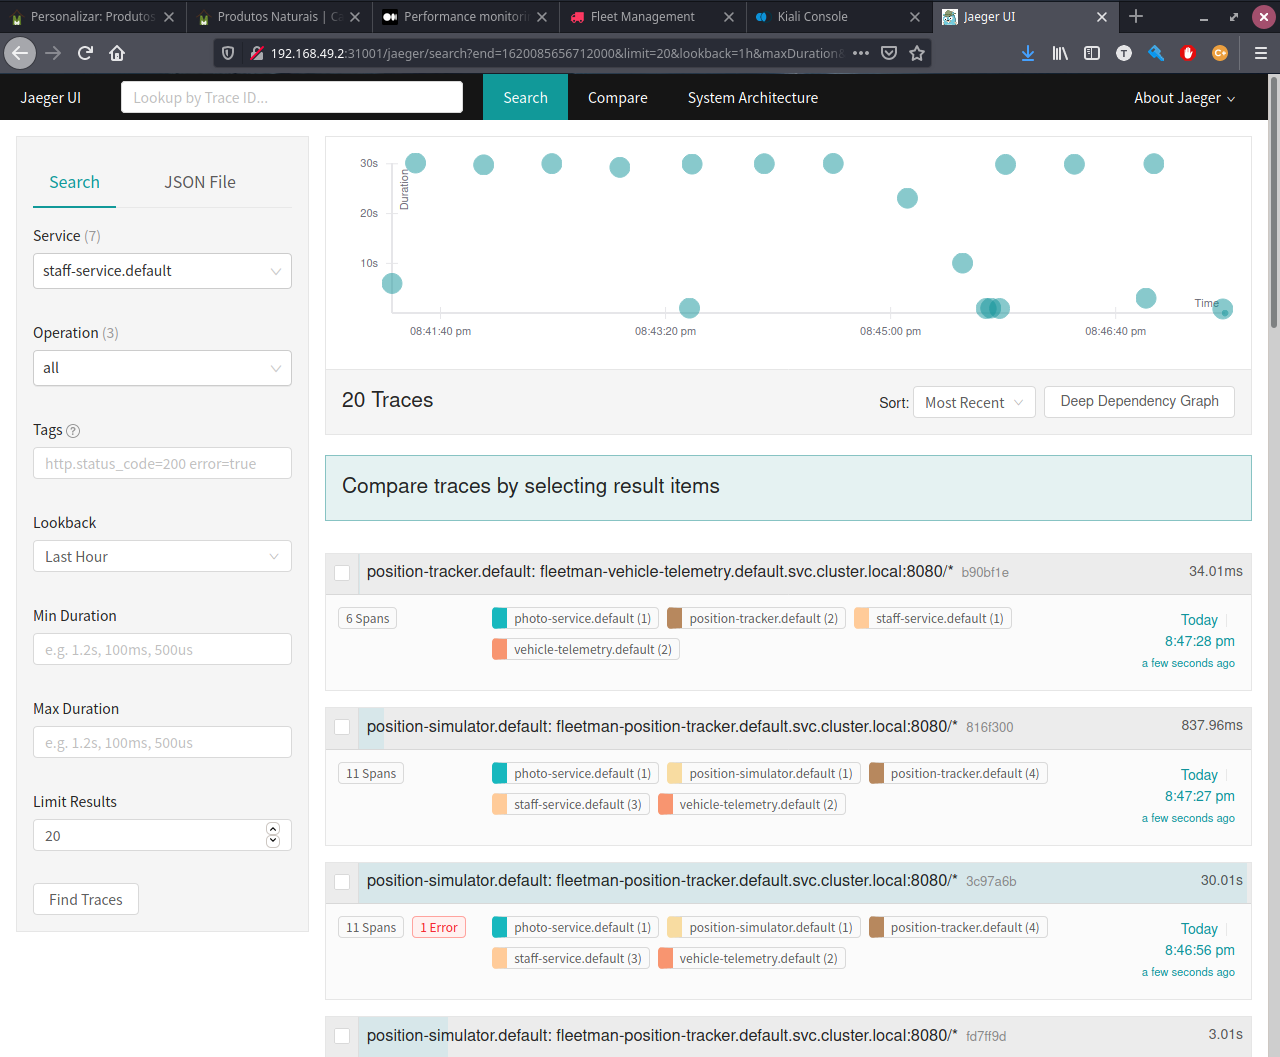 Personalizar: Produtos
Produtos Naturais | Ca
Performance monitorin
Fleet Management
Kiali Console
Jaeger UI
192.168.49.2:31001/jaeger/search?end=1620085656712000&limit=20&lookback=1h&maxDuration&
Jaeger UI
Lookup by Trace ID...
Search
Compare
System Architecture
About Jaeger
Search
JSON File
Service (7)
staff-service.default
Operation (3)
all
Tags ?
http.status_code=200 error=true
Lookback
Last Hour
Min Duration
e.g. 1.2s, 100ms, 500us
Max Duration
e.g. 1.2s, 100ms, 500us
Limit Results
20
Find Traces
30s
20s
10s
Duration
Time
08:41:40 pm
08:43:20 pm
08:45:00 pm
08:46:40 pm
20 Traces
Sort: Most Recent
Deep Dependency Graph
Compare traces by selecting result items
position-tracker.default: fleetman-vehicle-telemetry.default.svc.cluster.local:8080/* b90bf1e 34.01ms
6 Spans
photo-service.default (1)
position-tracker.default (2)
staff-service.default (1)
vehicle-telemetry.default (2)
Today
8:47:28 pm
a few seconds ago
position-simulator.default: fleetman-position-tracker.default.svc.cluster.local:8080/* 816f300 837.96ms
11 Spans
photo-service.default (1)
position-simulator.default (1)
position-tracker.default (4)
staff-service.default (3)
vehicle-telemetry.default (2)
Today
8:47:27 pm
a few seconds ago
position-simulator.default: fleetman-position-tracker.default.svc.cluster.local:8080/* 3c97a6b 30.01s
11 Spans
1 Error
photo-service.default (1)
position-simulator.default (1)
position-tracker.default (4)
staff-service.default (3)
vehicle-telemetry.default (2)
Today
8:46:56 pm
a few seconds ago
position-simulator.default: fleetman-position-tracker.default.svc.cluster.local:8080/* fd7ff9d 3.01s